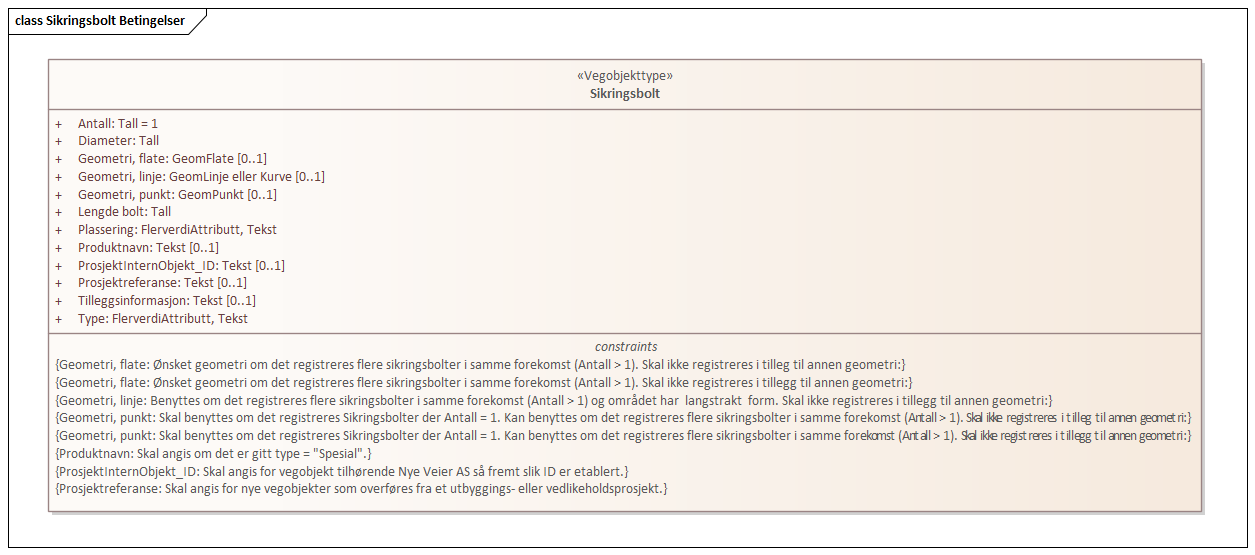 class Sikringsbolt Betingelser
«Vegobjekttype»
Sikringsbolt
+ Antall: Tall = 1
+ Diameter: Tall
+ Geometri, flate: GeomFlate [0..1]
+ Geometri, linje: GeomLinje eller Kurve [0..1]
+ Geometri, punkt: GeomPunkt [0..1]
+ Lengde bolt: Tall
+ Plassering: FlerverdiAttributt, Tekst
+ Produktnavn: Tekst [0..1]
+ ProsjektInternObjekt_ID: Tekst [0..1]
+ Prosjektreferanse: Tekst [0..1]
+ Tilleggsinformasjon: Tekst [0..1]
+ Type: FlerverdiAttributt, Tekst
constraints
{Geometri, flate: Ønsket geometri om det registreres flere sikringsbolter i samme forekomst (Antall > 1). Skal ikke registreres i tilleg til annen geometri:}
{Geometri, flate: Ønsket geometri om det registreres flere sikringsbolter i samme forekomst (Antall > 1). Skal ikke registreres i tillegg til annen geometri:}
{Geometri, linje: Benyttes om det registreres flere sikringsbolter i samme forekomst (Antall > 1) og området har langstrakt form. Skal ikke registreres i tillegg til annen geometri:}
{Geometri, punkt: Skal benyttes om det registreres Sikringsbolter der Antall = 1. Kan benyttes om det registreres flere sikringsbolter i samme forekomst (Antall > 1). Skal ikke registreres i tilleg til annen geometri:}
{Geometri, punkt: Skal benyttes om det registreres Sikringsbolter der Antall = 1. Kan benyttes om det registreres flere sikringsbolter i samme forekomst (Antall > 1). Skal ikke registreres i tillegg til annen geometri:}
{Produktnavn: Skal angis om det er gitt type = "Spesial".}
{ProsjektInternObjekt_ID: Skal angis for vegobjekt tilhørende Nye Veier AS så fremt slik ID er etablert.}
{Prosjektreferanse: Skal angis for nye vegobjekter som overføres fra et utbyggings- eller vedlikeholdsprosjekt.}